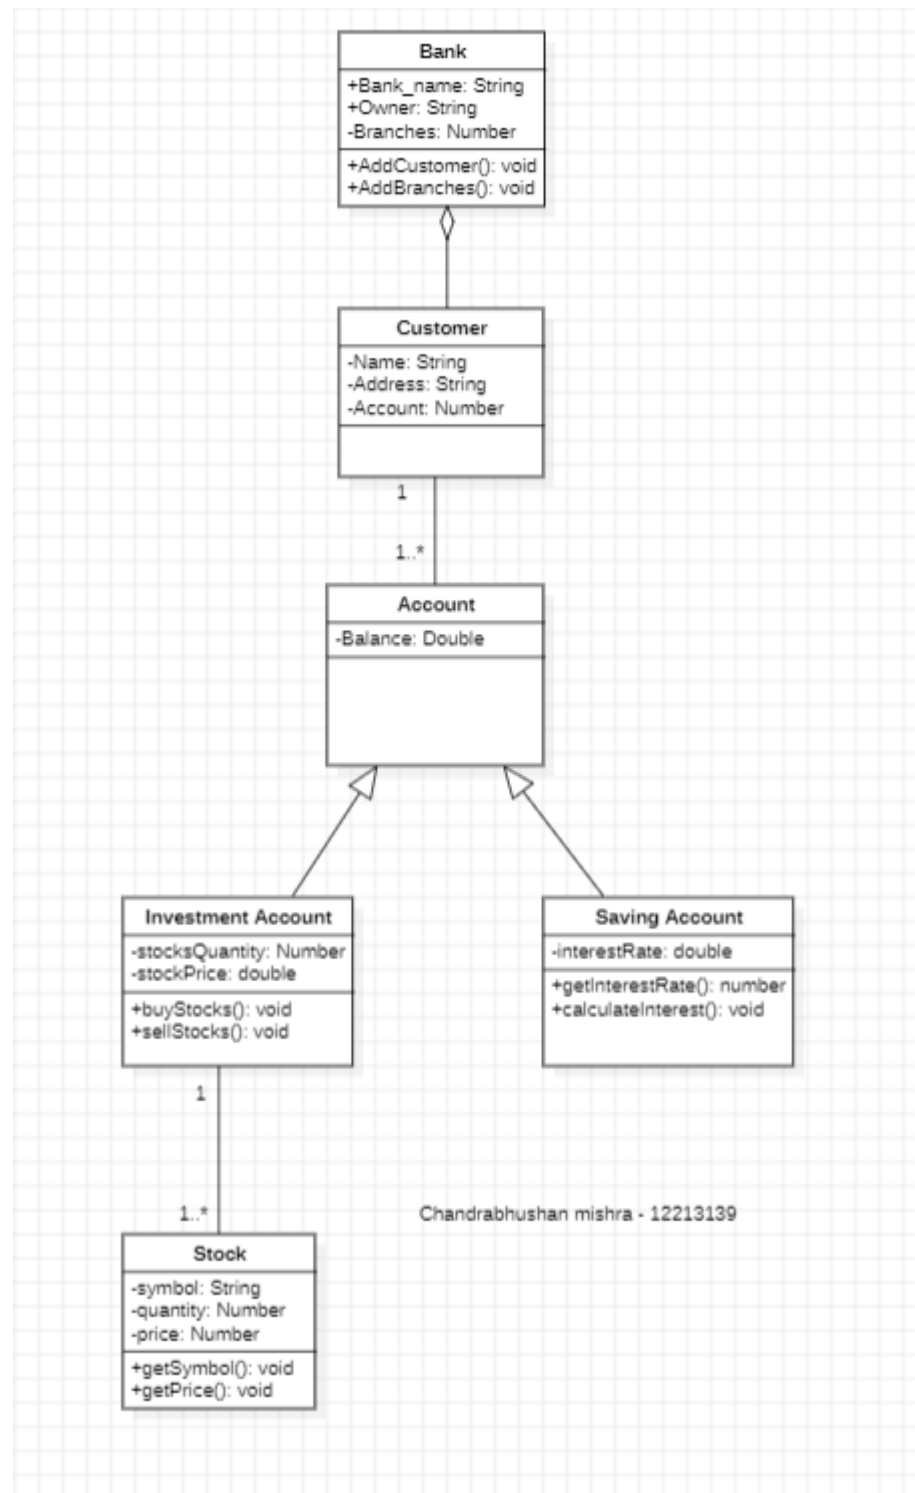 Bank
+Bank_name: String
+Owner: String
-Branches: Number
+AddCustomer(): void
+AddBranches(): void
Customer
-Name: String
-Address: String
-Account: Number
1
1..*
Account
-Balance: Double
Investment Account
-stocksQuantity: Number
-stockPrice: double
+buyStocks(): void
+sellStocks(): void
Saving Account
-interestRate: double
+getInterestRate(): number
+calculateInterest(): void
1
1..*
Chandrabhushan mishra - 12213139
Stock
-symbol: String
-quantity: Number
-price: Number
+getSymbol(): void
+getPrice(): void